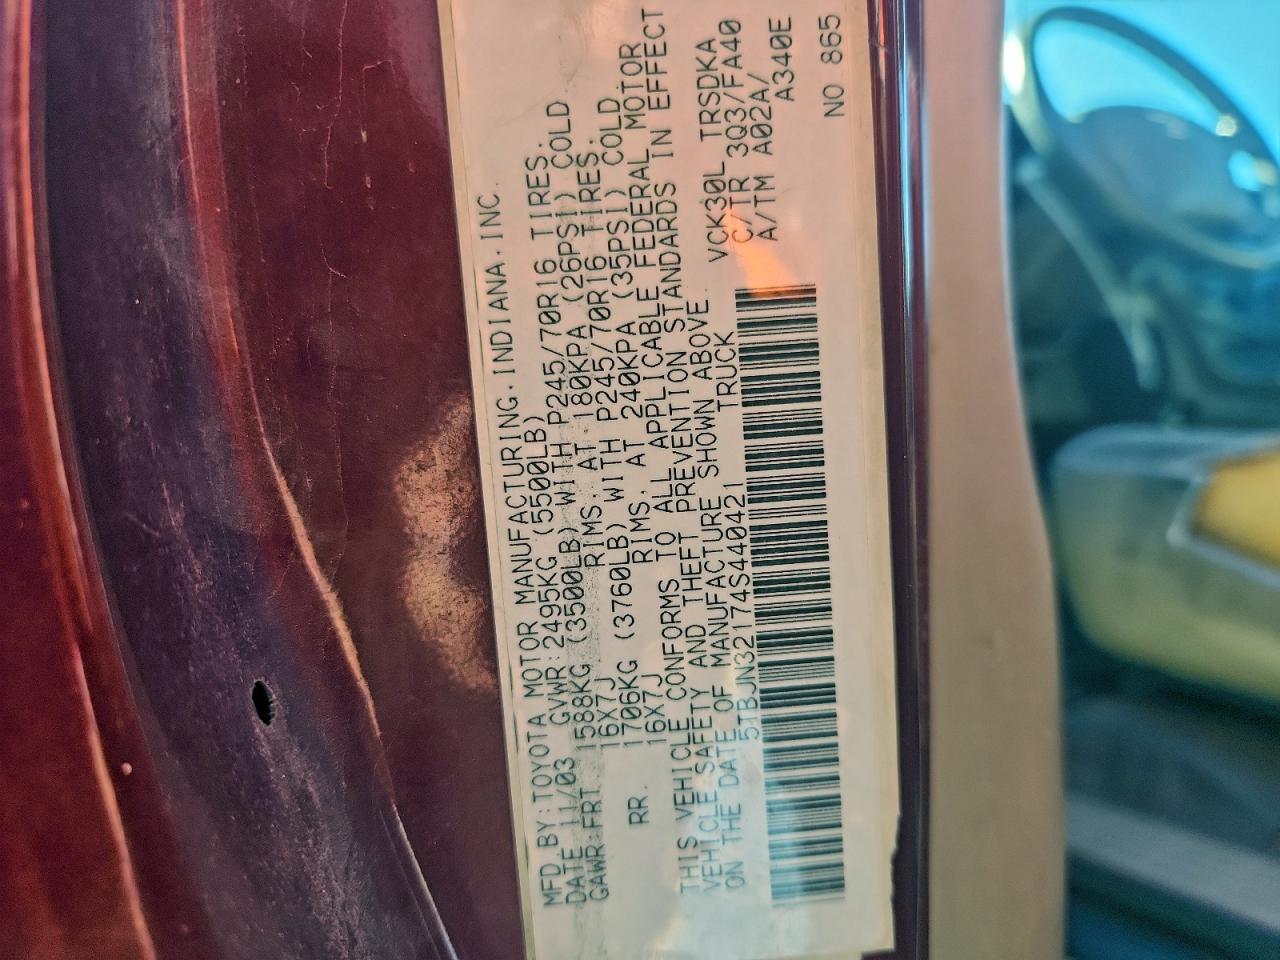 MFD.BY:TOYOTA MOTOR MANUFACTURING.INDIANA.INC.
DATE 11/03 GVWR:2495KG (5500LB)
GAWR:FRT. 1588KG (3500LB) WITH P245/70R16 TIRES.
16X7J RIMS. AT 180KPA (26PSI) COLD
RR. 1706KG (3760LB) WITH P245/70R16 TIRES.
16X7J RIMS. AT 240KPA (35PSI) COLD
THIS VEHICLE CONFORMS TO ALL APPLICABLE FEDERAL MOTOR
VEHICLE SAFETY AND THEFT PREVENTION STANDARDS IN EFFECT
ON THE DATE OF MANUFACTURE SHOWN ABOVE.
5TBJN32174S440421 TRUCK
VCK30L TRSDKA
C/TR 3Q3/FA40
A/TM A02A/
A340E
NO 865